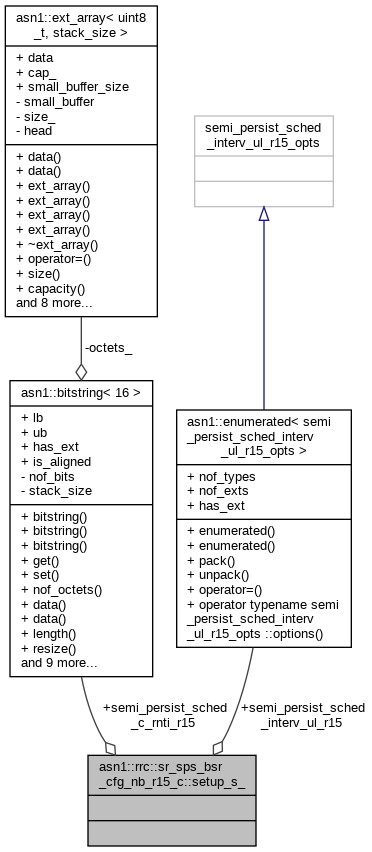 asn1::ext_array< uint8
_t, stack_size >
+ data
+ cap_
+ small_buffer_size
- small_buffer
- size_
- head
+ data()
+ data()
+ ext_array()
+ ext_array()
+ ext_array()
+ ext_array()
+ ~ext_array()
+ operator=()
+ size()
+ capacity()
and 8 more...
semi_persist_sched
_interv_ul_r15_opts
-octets_
asn1::bitstring< 16 >
+ lb
+ ub
+ has_ext
+ is_aligned
- nof_bits
- stack_size
+ bitstring()
+ bitstring()
+ bitstring()
+ get()
+ set()
+ nof_octets()
+ data()
+ data()
+ length()
+ resize()
and 9 more...
asn1::enumerated< semi
_persist_sched_interv
_ul_r15_opts >
+ nof_types
+ nof_exts
+ has_ext
+ enumerated()
+ enumerated()
+ pack()
+ unpack()
+ operator=()
+ operator typename semi
_persist_sched_interv
_ul_r15_opts ::options()
+semi_persist_sched
_c_rnti_r15
+semi_persist_sched
_interv_ul_r15
asn1::rrc::sr_sps_bsr
_cfg_nb_r15_c::setup_s_